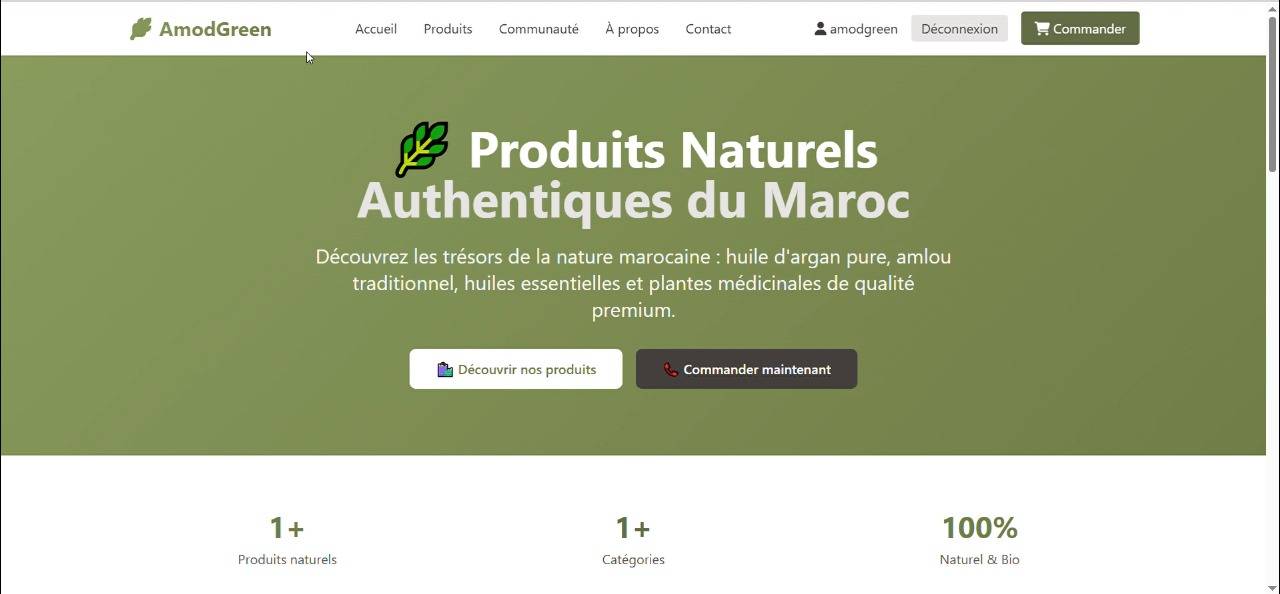 AmodGreen
Accueil
Produits
Communauté
À propos
Contact
amodgreen
Déconnexion
Commander
Produits Naturels
Authentiques du Maroc
Découvrez les trésors de la nature marocaine : huile d'argan pure, amlou
traditionnel, huiles essentielles et plantes médicinales de qualité
premium.
Découvrir nos produits
Commander maintenant
1+
Produits naturels
1+
Catégories
100%
Naturel & Bio